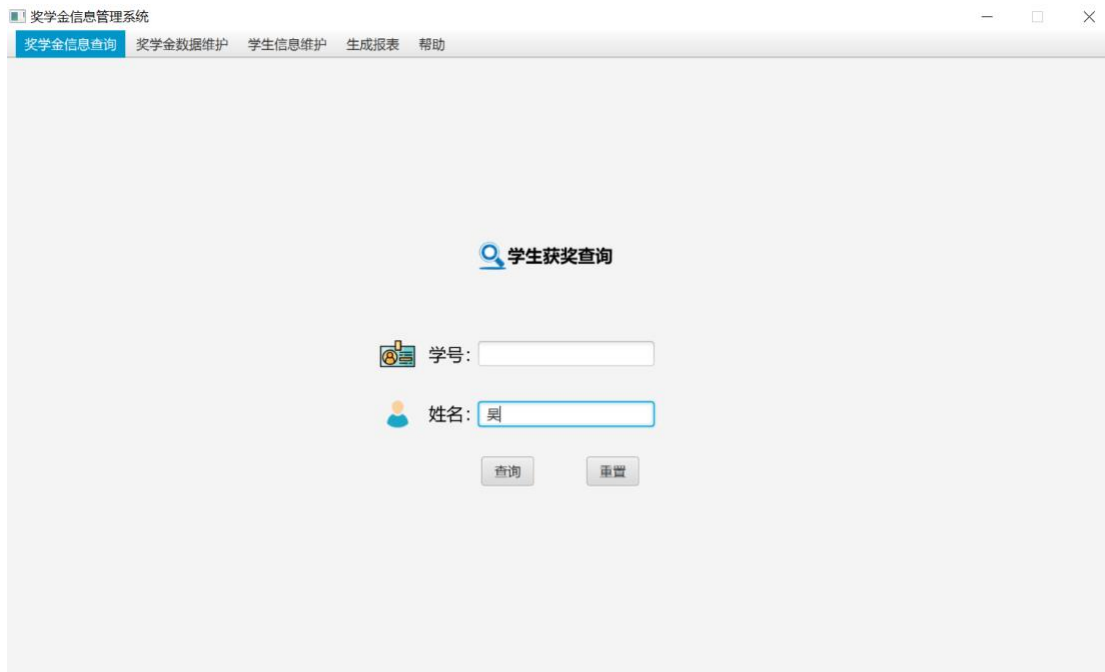 奖学金信息管理系统
奖学金信息查询 奖学金数据维护 学生信息维护 生成报表 帮助
学生获奖查询
学号：
姓名： 吴
查询 重置